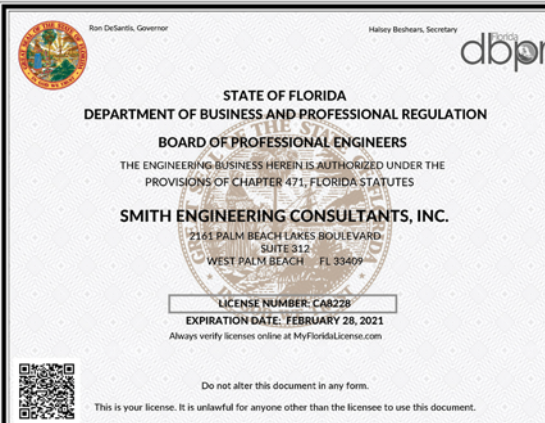 Ron DeSantis, Governor
Halsey Beshears, Secretary
Florida
dbpr
STATE OF FLORIDA
DEPARTMENT OF BUSINESS AND PROFESSIONAL REGULATION
BOARD OF PROFESSIONAL ENGINEERS
THE ENGINEERING BUSINESS HEREIN IS AUTHORIZED UNDER THE
PROVISIONS OF CHAPTER 471, FLORIDA STATUTES
SMITH ENGINEERING CONSULTANTS, INC.
2161 PALM BEACH LAKES BOULEVARD
SUITE 312
WEST PALM BEACH FL 33409
LICENSE NUMBER: CA8228
EXPIRATION DATE: FEBRUARY 28, 2021
Always verify licenses online at MyFloridaLicense.com
Do not alter this document in any form.
This is your license. It is unlawful for anyone other than the licensee to use this document.